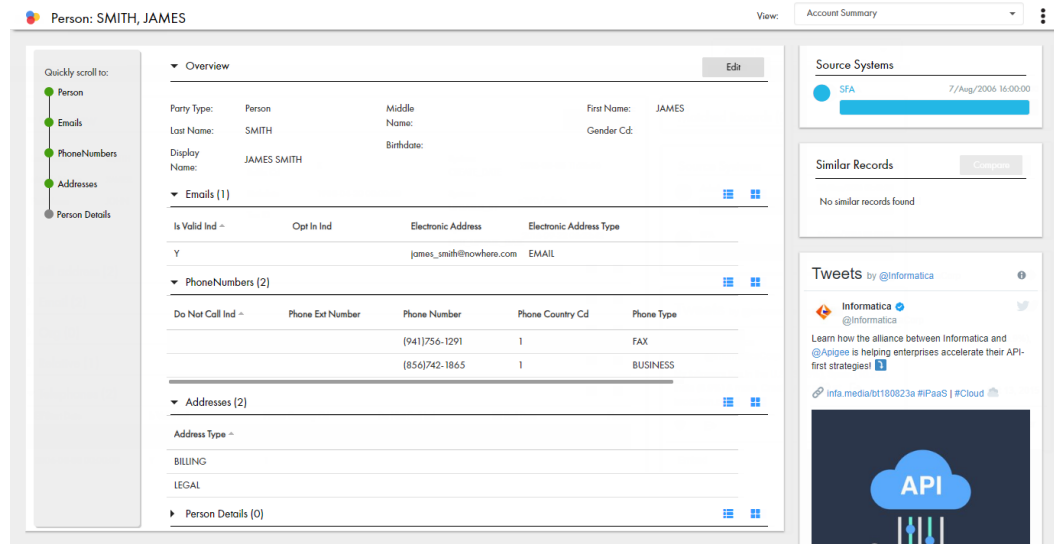 Person: SMITH, JAMES
View:
Account Summary
Quickly scroll to:
Person
Emails
PhoneNumbers
Addresses
Person Details
Overview
Edit
Party Type: Person Middle Name: First Name: JAMES
Last Name: SMITH Birthdate: Gender Cd:
Display Name: JAMES SMITH
Emails (1)
Is Valid Ind Opt In Ind Electronic Address Electronic Address Type
Y james_smith@nowhere.com EMAIL
PhoneNumbers (2)
Do Not Call Ind Phone Ext Number Phone Number Phone Country Cd Phone Type
(941)756-1291 1 FAX
(856)742-1865 1 BUSINESS
Addresses (2)
Address Type
BILLING
LEGAL
Person Details (0)
Source Systems
SFA 7/Aug/2006 16:00:00
Similar Records
Compare
No similar records found
Tweets by @Informatica
Informatica
@Informatica
Learn how the alliance between Informatica and
@Apigee is helping enterprises accelerate their API-
first strategies!
infa.media/bt180823a #iPaaS | #Cloud
API